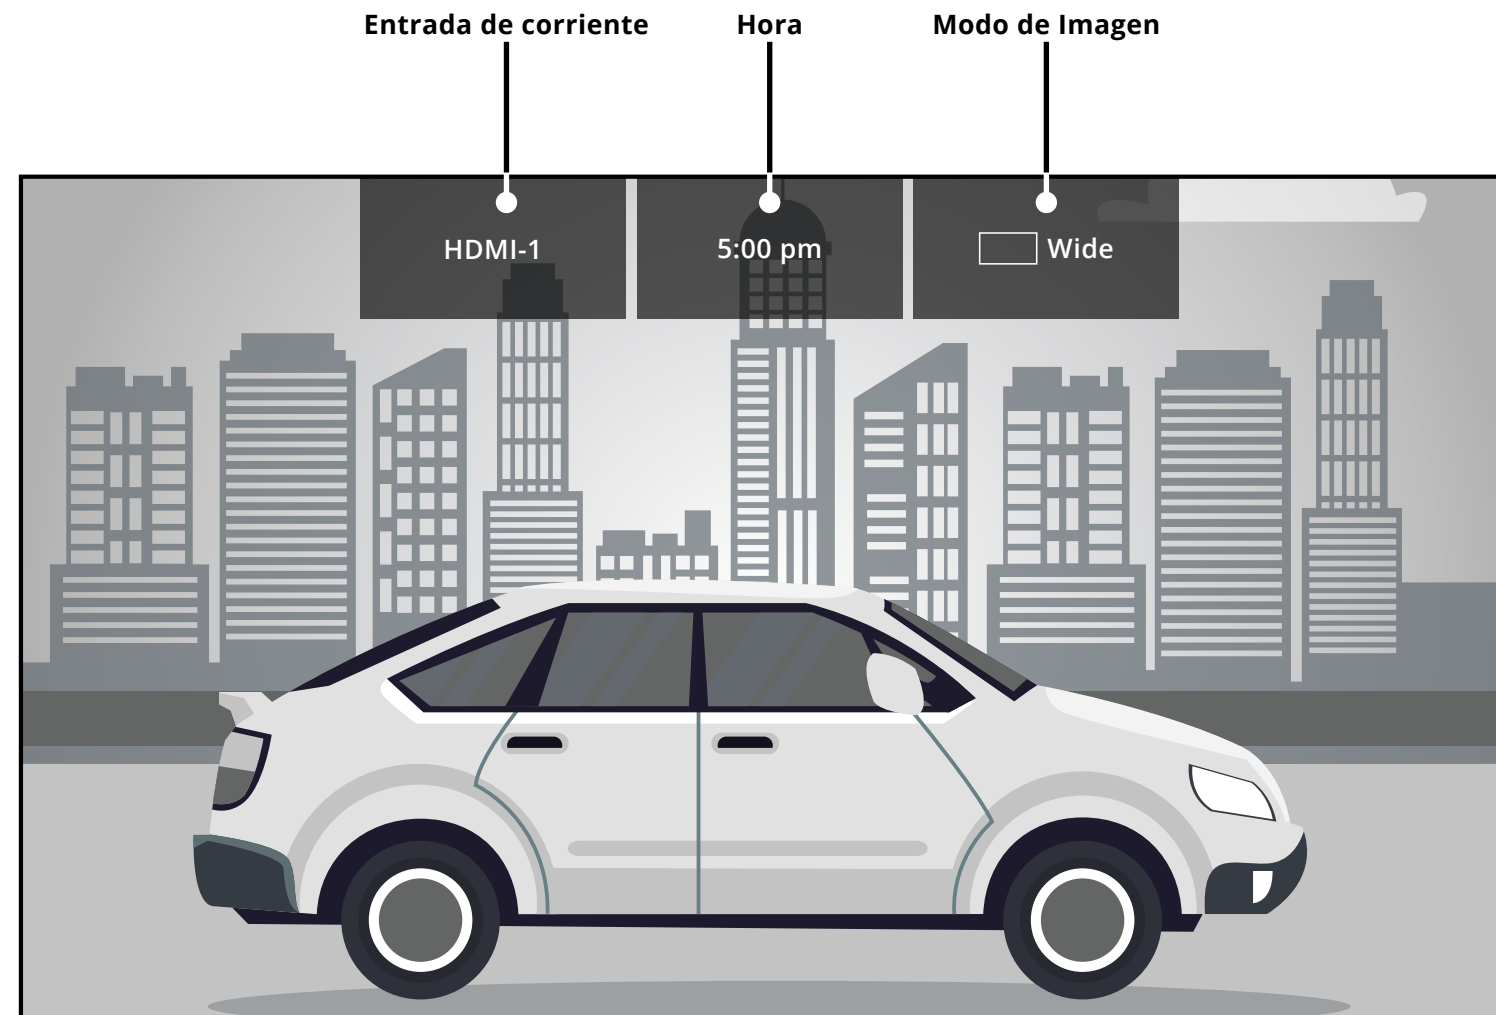 Entrada de corriente
Hora
Modo de Imagen
HDMI-1
5:00 pm
Wide